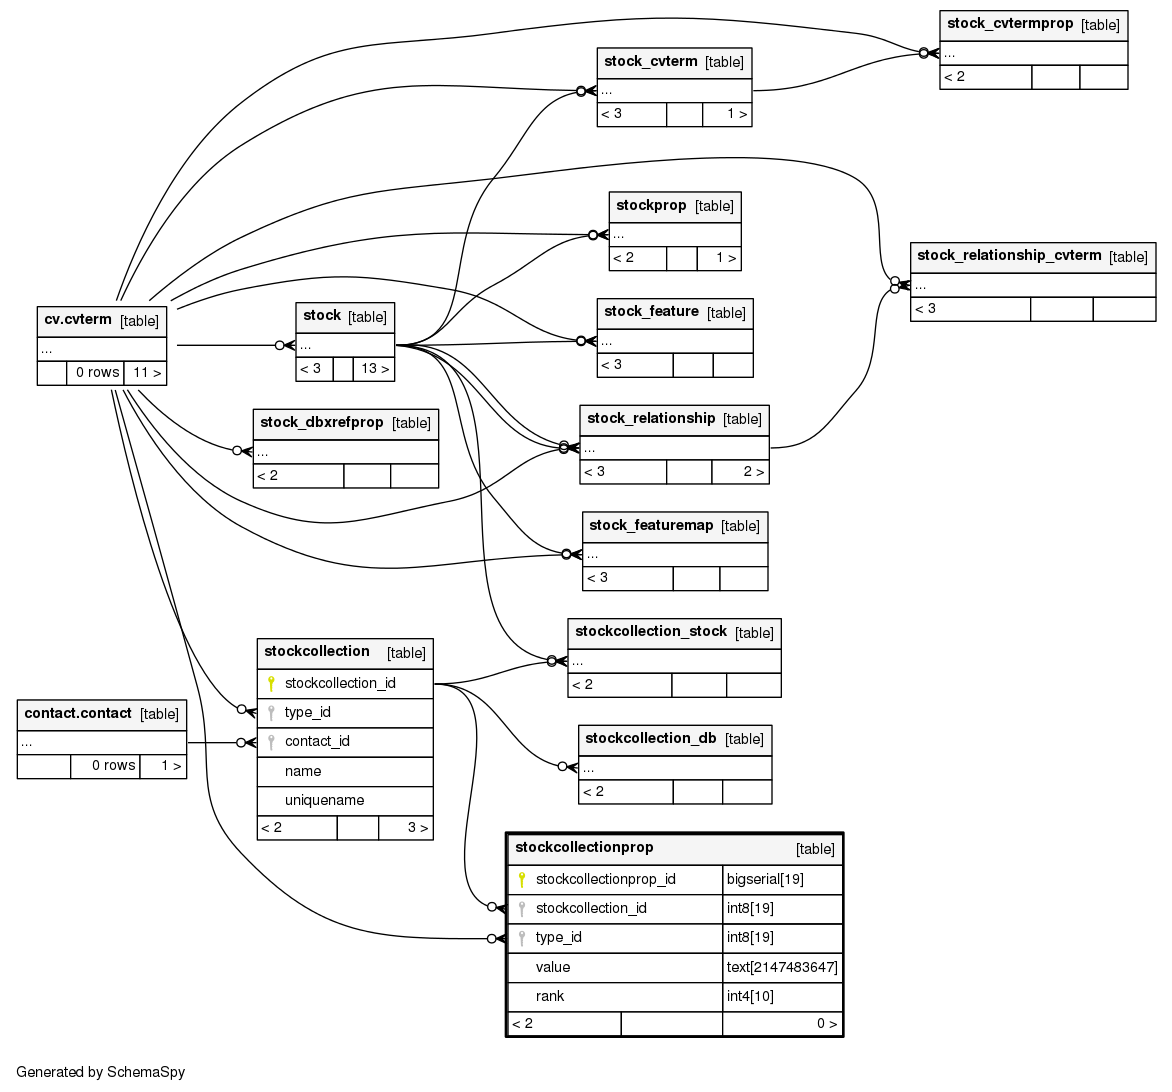 stock_cvtermprop [table]
...
< 2
stock_cvterm [table]
...
< 3 1 >
stockprop [table]
...
< 2 1 >
stock_relationship_cvterm [table]
...
< 3
cv.cvterm [table]
...
0 rows 11 >
stock [table]
...
< 3 13 >
stock_feature [table]
...
< 3
stock_dbxrefprop [table]
...
< 2
stock_relationship [table]
...
< 3 2 >
stock_featuremap [table]
...
< 3
stockcollection_stock [table]
...
< 2
stockcollection [table]
stockcollection_id
type_id
contact_id
name
uniquename
< 2 3 >
contact.contact [table]
...
0 rows 1 >
stockcollection_db [table]
...
< 2
stockcollectionprop [table]
stockcollectionprop_id bigserial[19]
stockcollection_id int8[19]
type_id int8[19]
value text[2147483647]
rank int4[10]
< 2 0 >
Generated by SchemaSpy